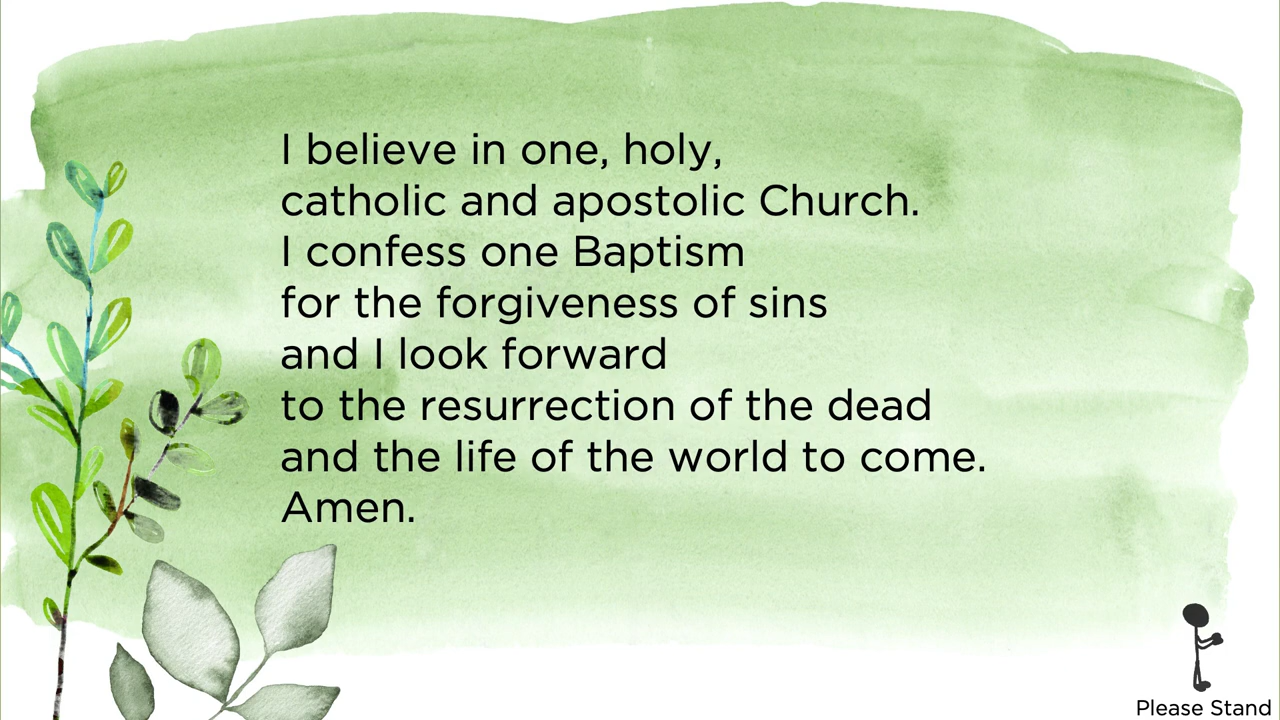 I believe in one, holy,
catholic and apostolic Church.
I confess one Baptism
for the forgiveness of sins
and I look forward
to the resurrection of the dead
and the life of the world to come.
Amen.
Please Stand